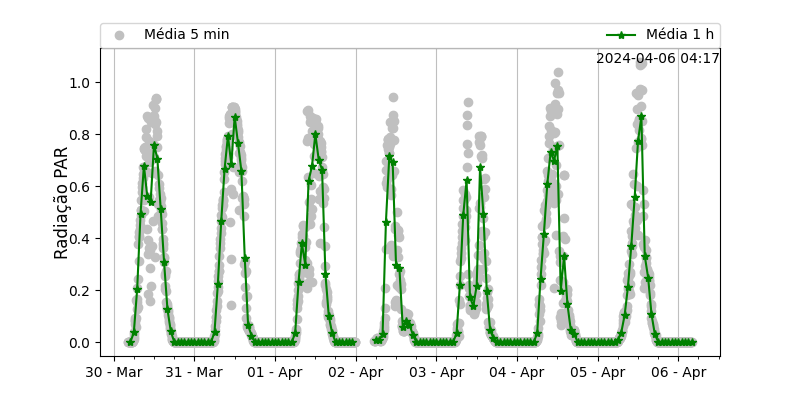 Média 5 min
Média 1 h
2024-04-06 04:17
Radiação PAR
1.0
0.8
0.6
0.4
0.2
0.0
30 - Mar 31 - Mar 01 - Apr 02 - Apr 03 - Apr 04 - Apr 05 - Apr 06 - Apr